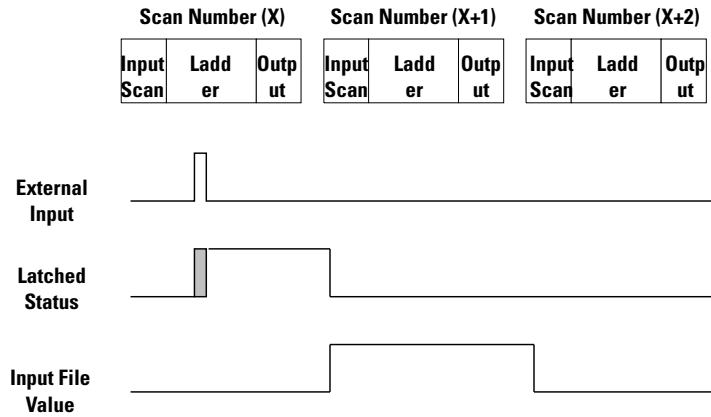 Scan Number (X) Scan Number (X+1) Scan Number (X+2)
Input Ladd Outp Input Ladd Outp Input Ladd Outp
Scan er ut Scan er ut Scan er ut
External
Input
Latched
Status
Input File
Value